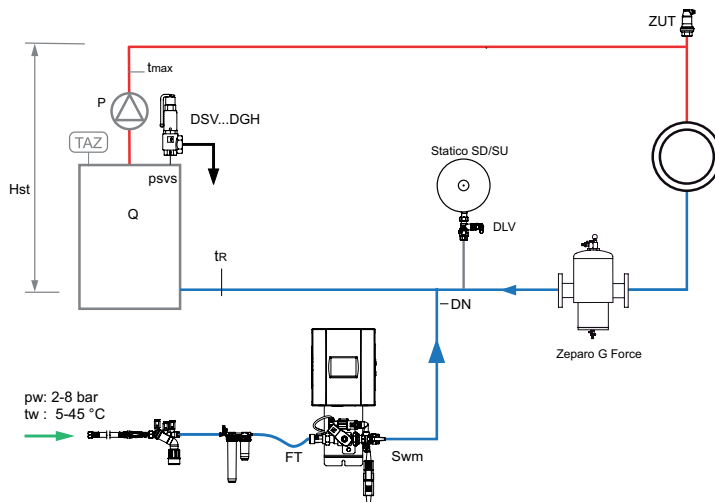 ZUT
tmax
P
DSV...DGH
TAZ
Statico SD/SU
psvs
Hst
Q
DLV
tR
DN
Zeparo G Force
pw: 2-8 bar
tw : 5-45 °C
FT
Swm